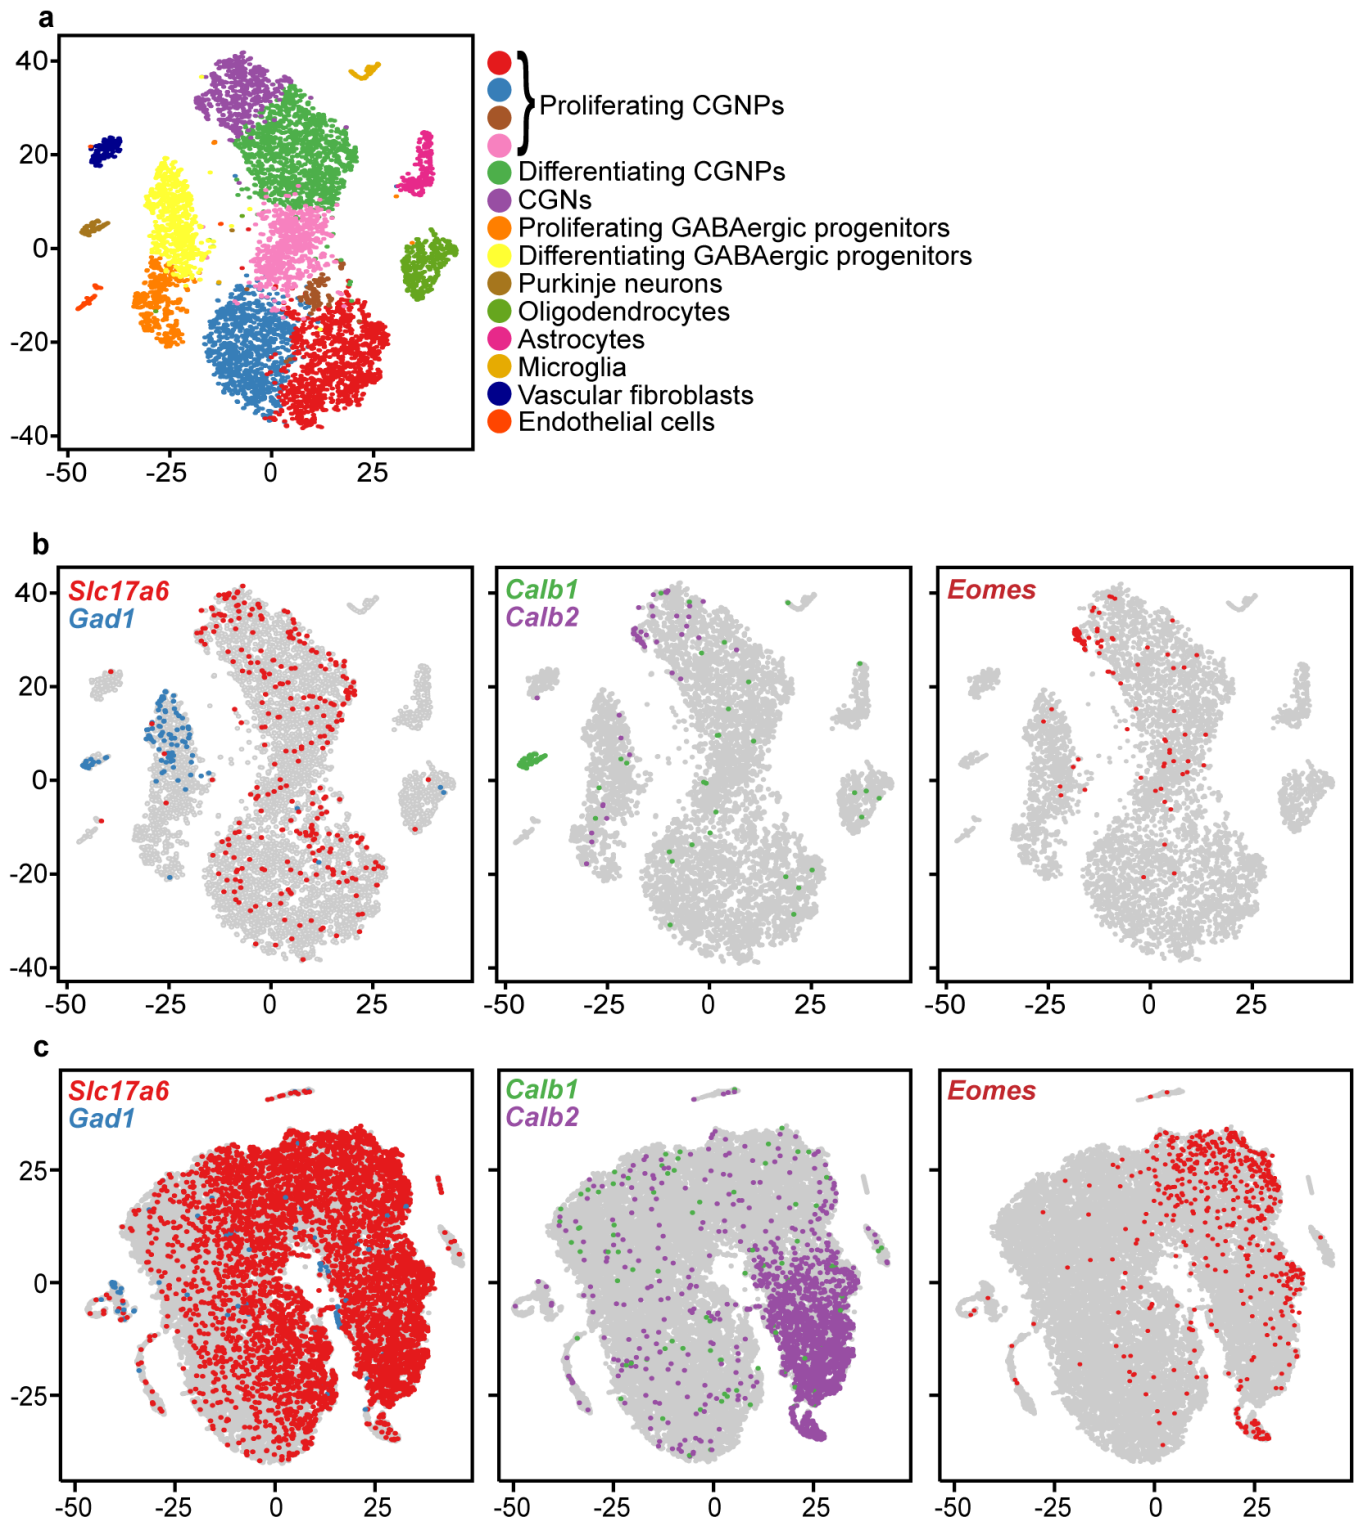 a
40
20
0
-20
-40
-50
-25
0
25
Proliferating CGNPs
Differentiating CGNPs
CGNs
Proliferating GABAergic progenitors
Differentiating GABAergic progenitors
Purkinje neurons
Oligodendrocytes
Astrocytes
Microglia
Vascular fibroblasts
Endothelial cells
b
Slc17a6
Gad1
40
20
0
-20
-40
-50
-25
0
25
Calb1
Calb2
-50
-25
0
25
Eomes
-50
-25
0
25
c
Slc17a6
Gad1
25
0
-25
-50
-25
0
25
Calb1
Calb2
-50
-25
0
25
Eomes
-50
-25
0
25